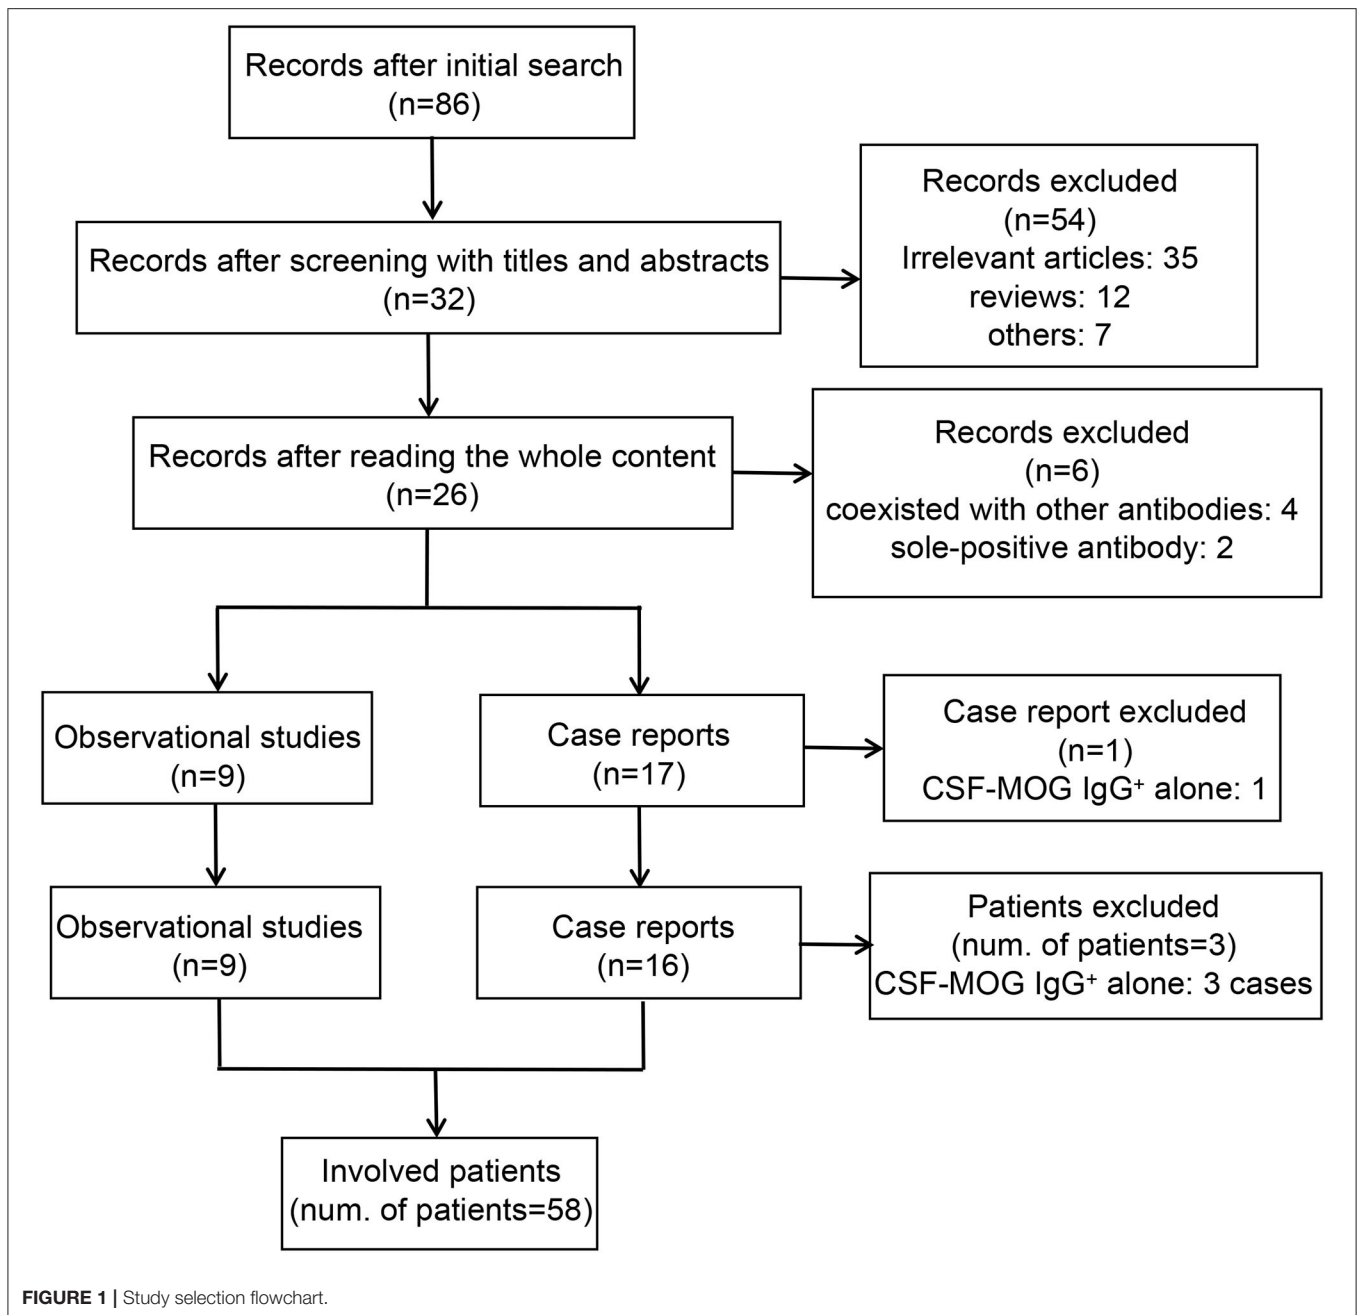 Records after initial search
(n=86)
Records excluded
(n=54)
Irrelevant articles: 35
reviews: 12
others: 7
Records after screening with titles and abstracts
(n=32)
Records after reading the whole content
(n=26)
Records excluded
(n=6)
coexisted with other antibodies: 4
sole-positive antibody: 2
Observational studies
(n=9)
Case reports
(n=17)
Case report excluded
(n=1)
CSF-MOG IgG⁺ alone: 1
Observational studies
(n=9)
Case reports
(n=16)
Patients excluded
(num. of patients=3)
CSF-MOG IgG⁺ alone: 3 cases
Involved patients
(num. of patients=58)
FIGURE 1 | Study selection flowchart.